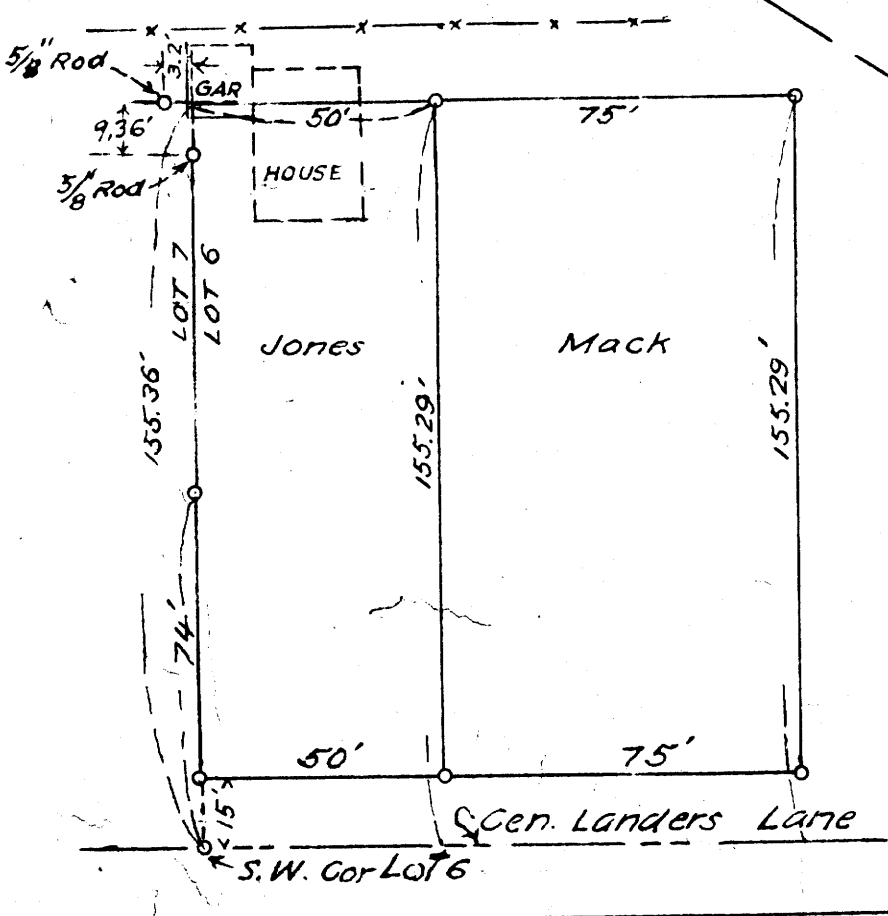 5/8" Rod
3.2'
GAR
50'
75'
9.36'
HOUSE
5/8" Rod
LOT 7
LOT 6
Jones
Mack
155.36'
155.29'
155.29'
74'
50'
75'
15'
Cen. Landers Lane
S.W. Cor Lot 6